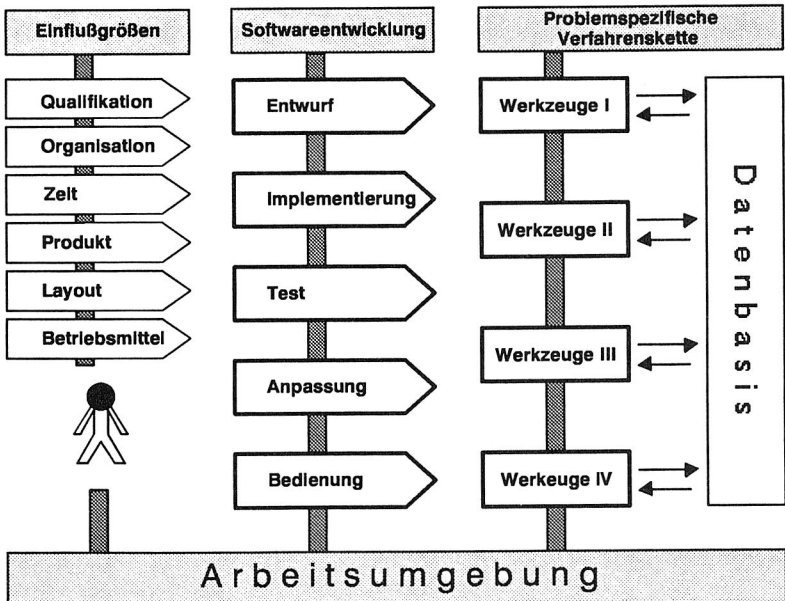 Einflußgrößen
Qualifikation
Organisation
Zeit
Produkt
Layout
Betriebsmittel
Softwareentwicklung
Entwurf
Implementierung
Test
Anpassung
Bedienung
Problemspezifische
Verfahrenskette
Werkzeuge I
Werkzeuge II
Werkzeuge III
Werkeuge IV
Datenbasis
Arbeitsumgebung